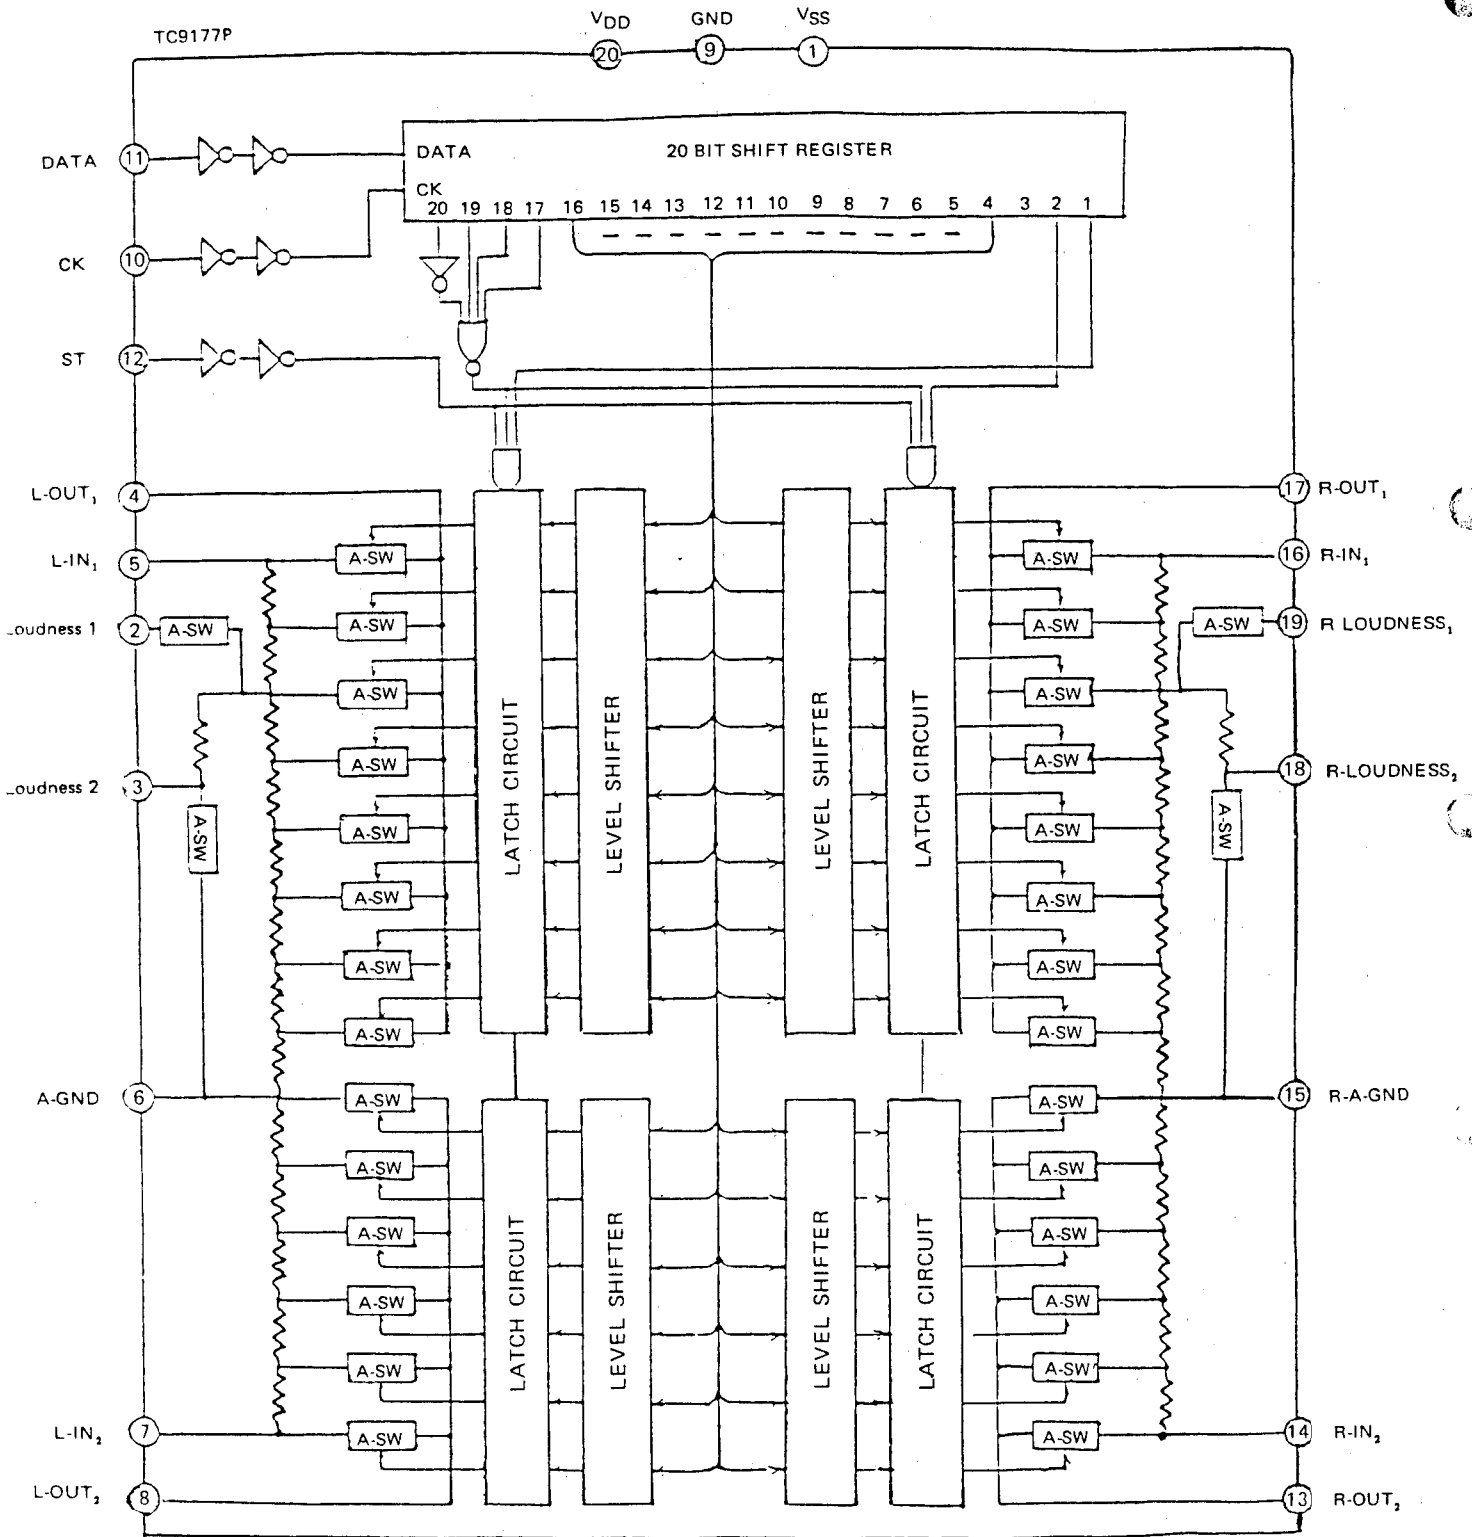 TC9177P
VDD
GND
VSS
20
9
1
DATA
11
DATA
20 BIT SHIFT REGISTER
CK
20 19 18 17 16 15 14 13 12 11 10 9 8 7 6 5 4 3 2 1
CK
10
ST
12
L-OUT₁
4
17
R-OUT₁
L-IN₁
5
A-SW
A-SW
16
R-IN₁
oudness 1
2
A-SW
A-SW
A-SW
A-SW
19
R LOUDNESS₁
A-SW
A-SW
oudness 2
3
A-SW
A-SW
18
R-LOUDNESS₂
A-SW
A-SW
A-SW
A-SW
LATCH CIRCUIT
LEVEL SHIFTER
LEVEL SHIFTER
LATCH CIRCUIT
A-SW
A-SW
A-SW
A-SW
A-SW
A-SW
A-GND
6
A-SW
A-SW
15
R-A-GND
A-SW
A-SW
A-SW
A-SW
LATCH CIRCUIT
LEVEL SHIFTER
LEVEL SHIFTER
LATCH CIRCUIT
A-SW
A-SW
A-SW
A-SW
L-IN₂
7
A-SW
A-SW
14
R-IN₂
L-OUT₂
8
13
R-OUT₂